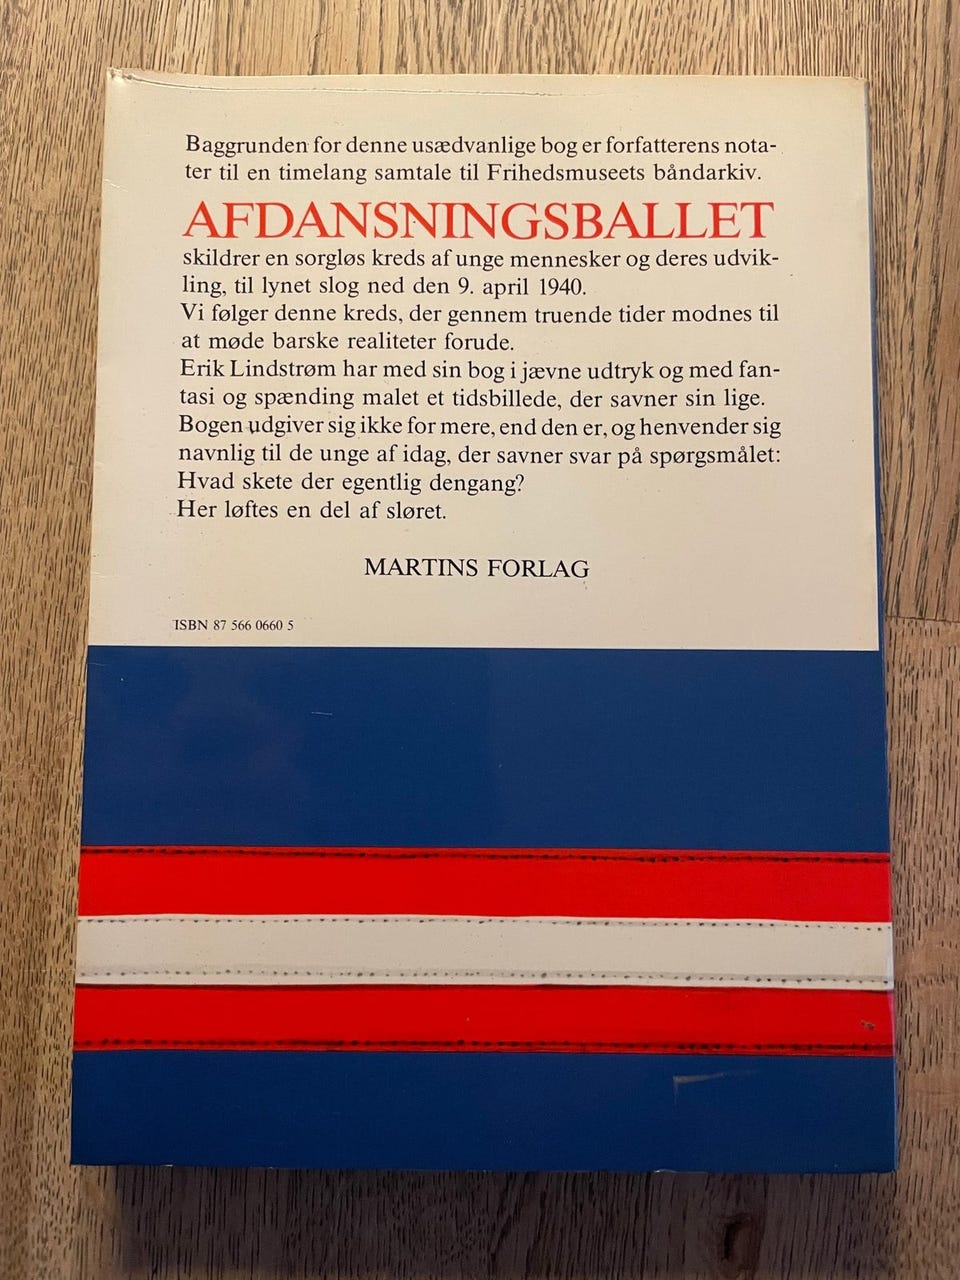 Baggrunden for denne usædvanlige bog er forfatterens nota-
ter til en timelang samtale til Frihedsmuseets båndarkiv.
AFDANSNINGSBALLET
skildrer en sorgløs kreds af unge mennesker og deres udvik-
ling, til lynet slog ned den 9. april 1940.
Vi følger denne kreds, der gennem truende tider modnes til
at møde barske realiteter forude.
Erik Lindstrøm har med sin bog i jævne udtryk og med fan-
tasi og spænding malet et tidsbillede, der savner sin lige.
Bogen udgiver sig ikke for mere, end den er, og henvender sig
navnlig til de unge af idag, der savner svar på spørgsmålet:
Hvad skete der egentlig dengang?
Her løftes en del af sløret.
MARTINS FORLAG
ISBN 87 566 0660 5